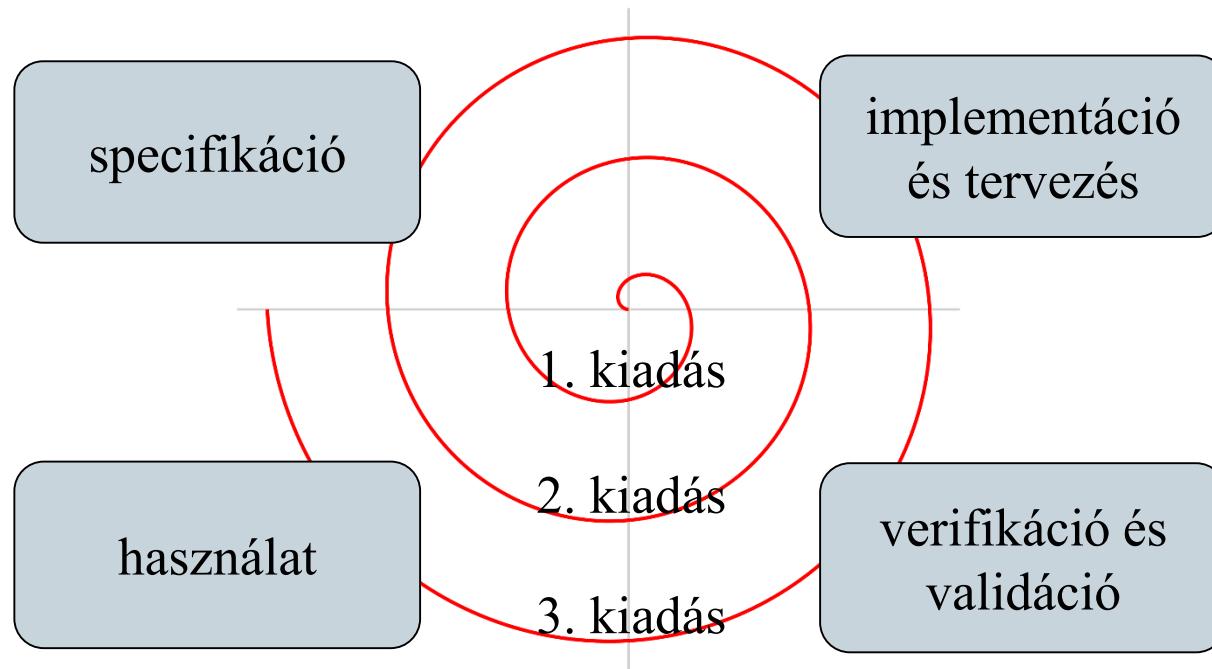 specifikáció
implementáció
és tervezés
1. kiadás
2. kiadás
3. kiadás
használat
verifikáció és
validáció